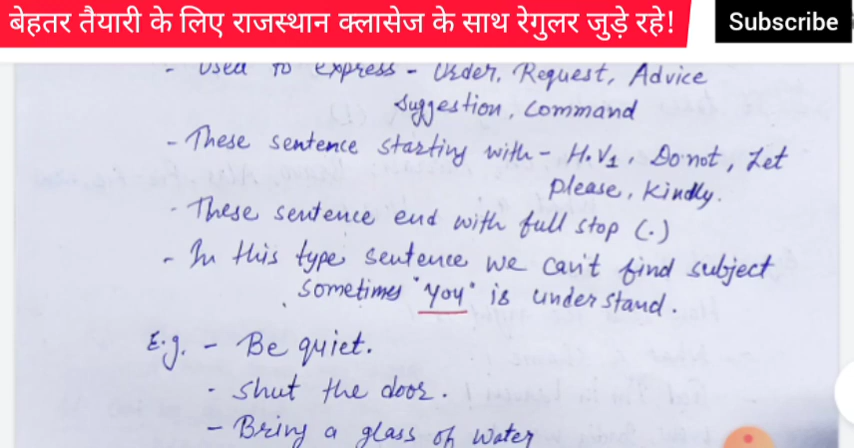 बेहतर तैयारी के लिए राजस्थान क्लासेज के साथ रेगुलर जुड़े रहे!
Subscribe
- Used to express - Order, Request, Advice
Suggestion, Command
- These sentence starting with - H.V1, Do not, Let
please, kindly.
- These sentence end with full stop (.)
- In this type sentence we can't find subject
sometimes "you" is understand.
E.g. - Be quiet.
- Shut the door.
- Bring a glass of water